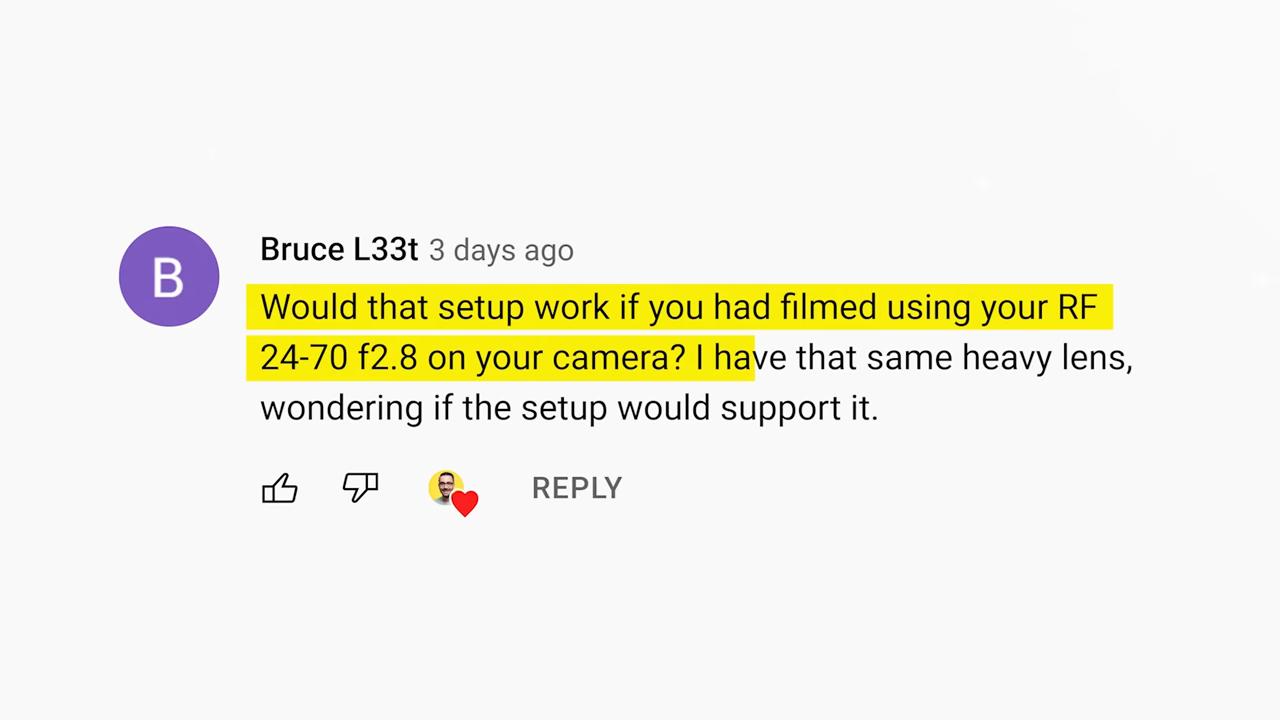 B
Bruce L33t 3 days ago
Would that setup work if you had filmed using your RF
24-70 f2.8 on your camera? I have that same heavy lens,
wondering if the setup would support it.
REPLY